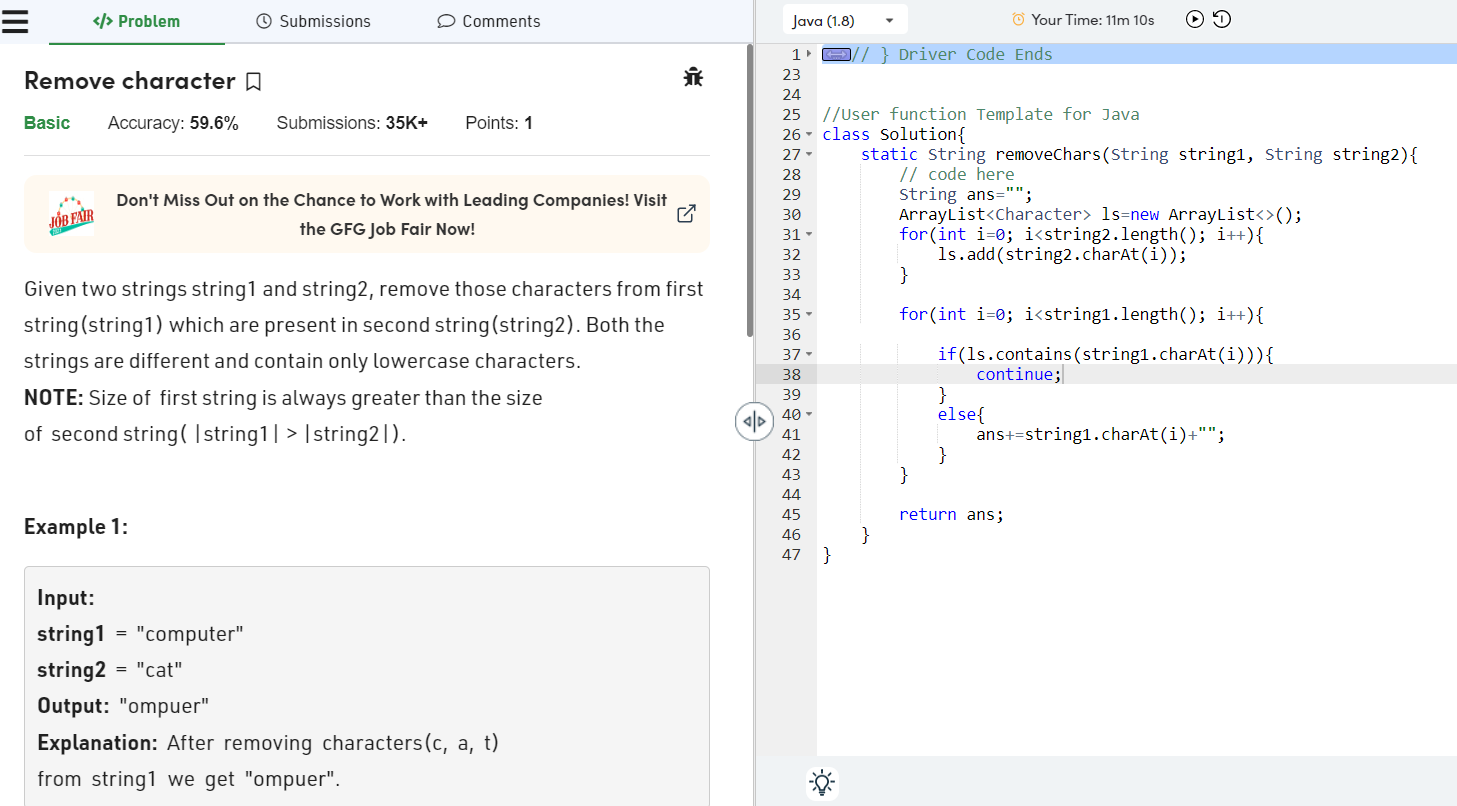 </> Problem
Submissions
Comments
Remove character
Basic Accuracy: 59.6% Submissions: 35K+ Points: 1
JOB FAIR
Don't Miss Out on the Chance to Work with Leading Companies! Visit
the GFG Job Fair Now!
Given two strings string1 and string2, remove those characters from first
string(string1) which are present in second string(string2). Both the
strings are different and contain only lowercase characters.
NOTE: Size of first string is always greater than the size
of second string( |string1| > |string2|).
Example 1:
Input:
string1 = "computer"
string2 = "cat"
Output: "ompuer"
Explanation: After removing characters(c, a, t)
from string1 we get "ompuer".
Java (1.8)
Your Time: 11m 10s
1 // } Driver Code Ends
23
24
25 //User function Template for Java
26 class Solution{
27 static String removeChars(String string1, String string2){
28 // code here
29 String ans="";
30 ArrayList<Character> ls=new ArrayList<>();
31 for(int i=0; i<string2.length(); i++){
32 ls.add(string2.charAt(i));
33 }
34
35 for(int i=0; i<string1.length(); i++){
36
37 if(ls.contains(string1.charAt(i))){
38 continue;
39 }
40 else{
41 ans+=string1.charAt(i)+"";
42 }
43 }
44
45 return ans;
46 }
47 }